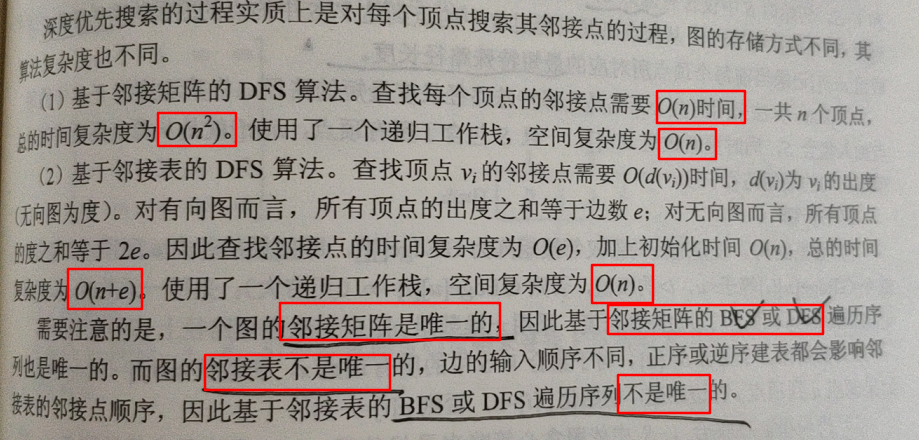 深度优先搜索的过程实质上是对每个顶点搜索其邻接点的过程，图的存储方式不同，其
算法复杂度也不同。
（1）基于邻接矩阵的 DFS 算法。查找每个顶点的邻接点需要 O(n)时间，一共 n 个顶点，
总的时间复杂度为 O(n²)。使用了一个递归工作栈，空间复杂度为 O(n)。
（2）基于邻接表的 DFS 算法。查找顶点 vᵢ 的邻接点需要 O(d(vᵢ))时间，d(vᵢ)为 vᵢ 的出度
(无向图为度）。对有向图而言，所有顶点的出度之和等于边数 e；对无向图而言，所有顶点
的度之和等于 2e。因此查找邻接点的时间复杂度为 O(e)，加上初始化时间 O(n)，总的时间
复杂度为 O(n+e)。使用了一个递归工作栈，空间复杂度为 O(n)。
需要注意的是，一个图的邻接矩阵是唯一的，因此基于邻接矩阵的 BFS 或 DFS 遍历序
列也是唯一的。而图的邻接表不是唯一的，边的输入顺序不同，正序或逆序建表都会影响邻
接表的邻接点顺序，因此基于邻接表的 BFS 或 DFS 遍历序列不是唯一的。